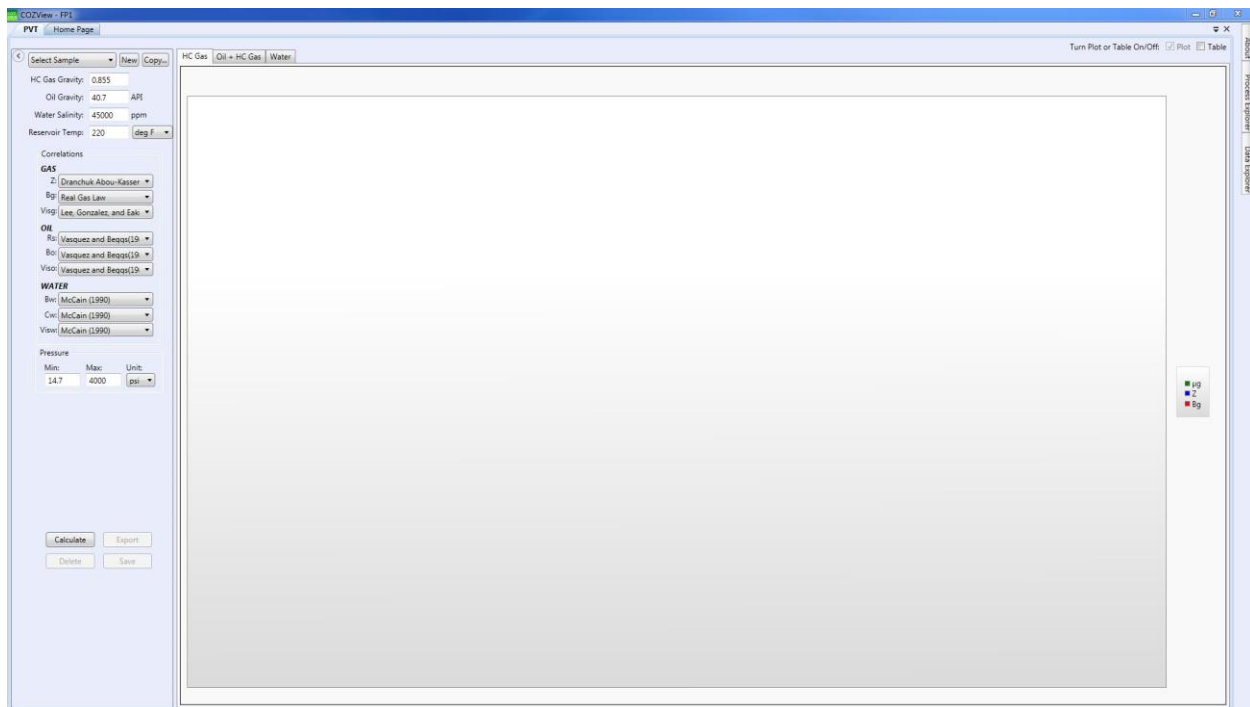 COZView - FP1
PVT Home Page
Turn Plot or Table On/Off: Plot Table
Select Sample New Copy...
HC Gas Oil + HC Gas Water
HC Gas Gravity: 0.855
Oil Gravity: 40.7 API
Water Salinity: 45000 ppm
Reservoir Temp: 220 deg F
Correlations
GAS
Z: Dranchuk Abou-Kasser
Bg: Real Gas Law
Visg: Lee, Gonzalez, and Eak
OIL
Rs: Vasquez and Beggs(19
Bo: Vasquez and Beggs(19
Viso: Vasquez and Beggs(19
WATER
Bw: McCain (1990)
Cw: McCain (1990)
Visw: McCain (1990)
Pressure
Min: Max: Unit:
14.7 4000 psi
Calculate Export
Delete Save
µg
Z
Bg
About
Process Explorer
Data Explorer